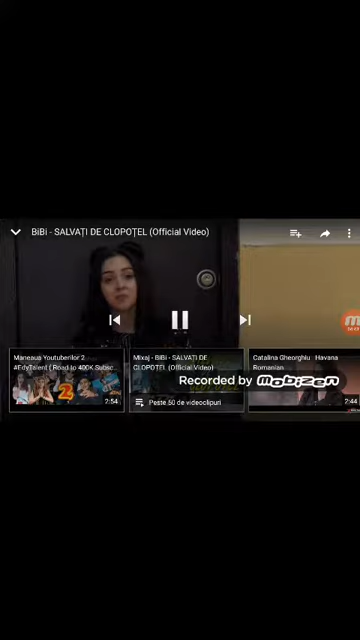 BiBi - SALVAȚI DE CLOPOȚEL (Official Video)
Maneaua Youtuberilor 2
#EdyTalent ( Road to 400K Subsc...
2
2:54
Mixaj - BiBi - SALVAȚI DE
CLOPOȚEL (Official Video)
Peste 50 de videoclipuri
Catalina Gheorghiu Havana
Romanian
2:44
Recorded by mobizen